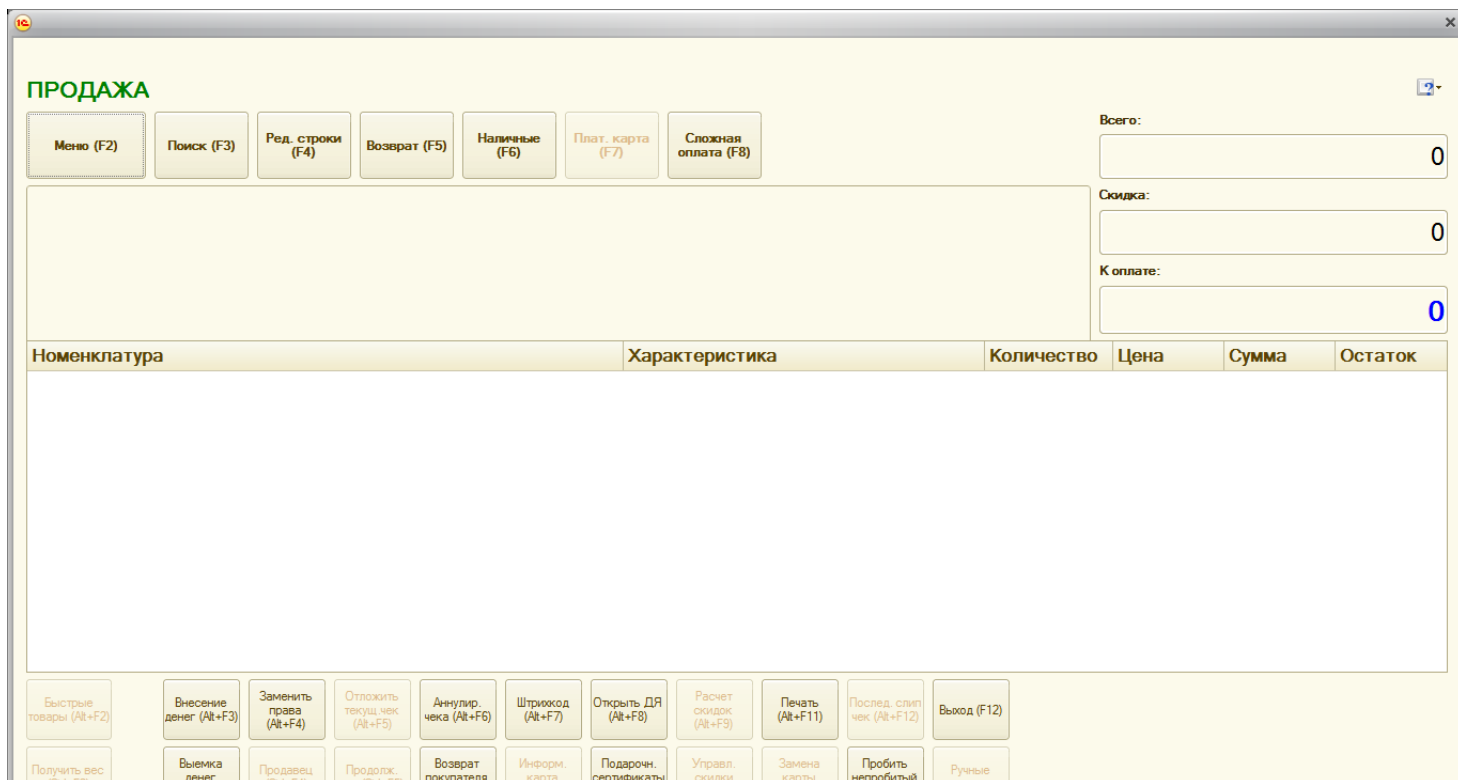 1С
ПРОДАЖА
Меню (F2)
Поиск (F3)
Ред. строки
(F4)
Возврат (F5)
Наличные
(F6)
Плат. карта
(F7)
Сложная
оплата (F8)
Всего:
0
Скидка:
0
К оплате:
0
Номенклатура Характеристика Количество Цена Сумма Остаток
Быстрые
товары (Alt+F2)
Внесение
денег (Alt+F3)
Заменить
права
(Alt+F4)
Отложить
текущ.чек
(Alt+F5)
Аннулир.
чека (Alt+F6)
Штрихкод
(Alt+F7)
Открыть ДЯ
(Alt+F8)
Расчет
скидок
(Alt+F9)
Печать
(Alt+F11)
Послед. слип
чек (Alt+F12)
Выход (F12)
Получить вес
Выемка
денег
Продавец
Продолж.
Возврат
покупателя
Информ.
карта
Подарочн.
сертификаты
Управл.
скидки
Замена
карты
Пробить
непробитый
Ручные